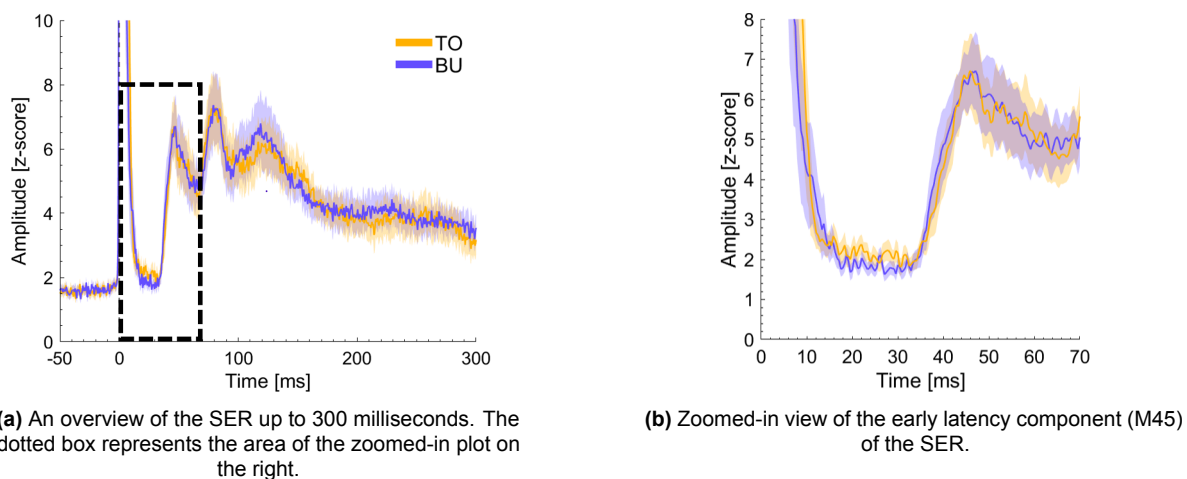 10
8
6
4
2
0
-50
0
100
200
300
Amplitude [z-score]
Time [ms]
TO
BU
8
7
6
5
4
3
2
1
0
0
10
20
30
40
50
60
70
Amplitude [z-score]
Time [ms]
a) An overview of the SER up to 300 milliseconds. The
dotted box represents the area of the zoomed-in plot on
the right.
(b) Zoomed-in view of the early latency component (M45)
of the SER.